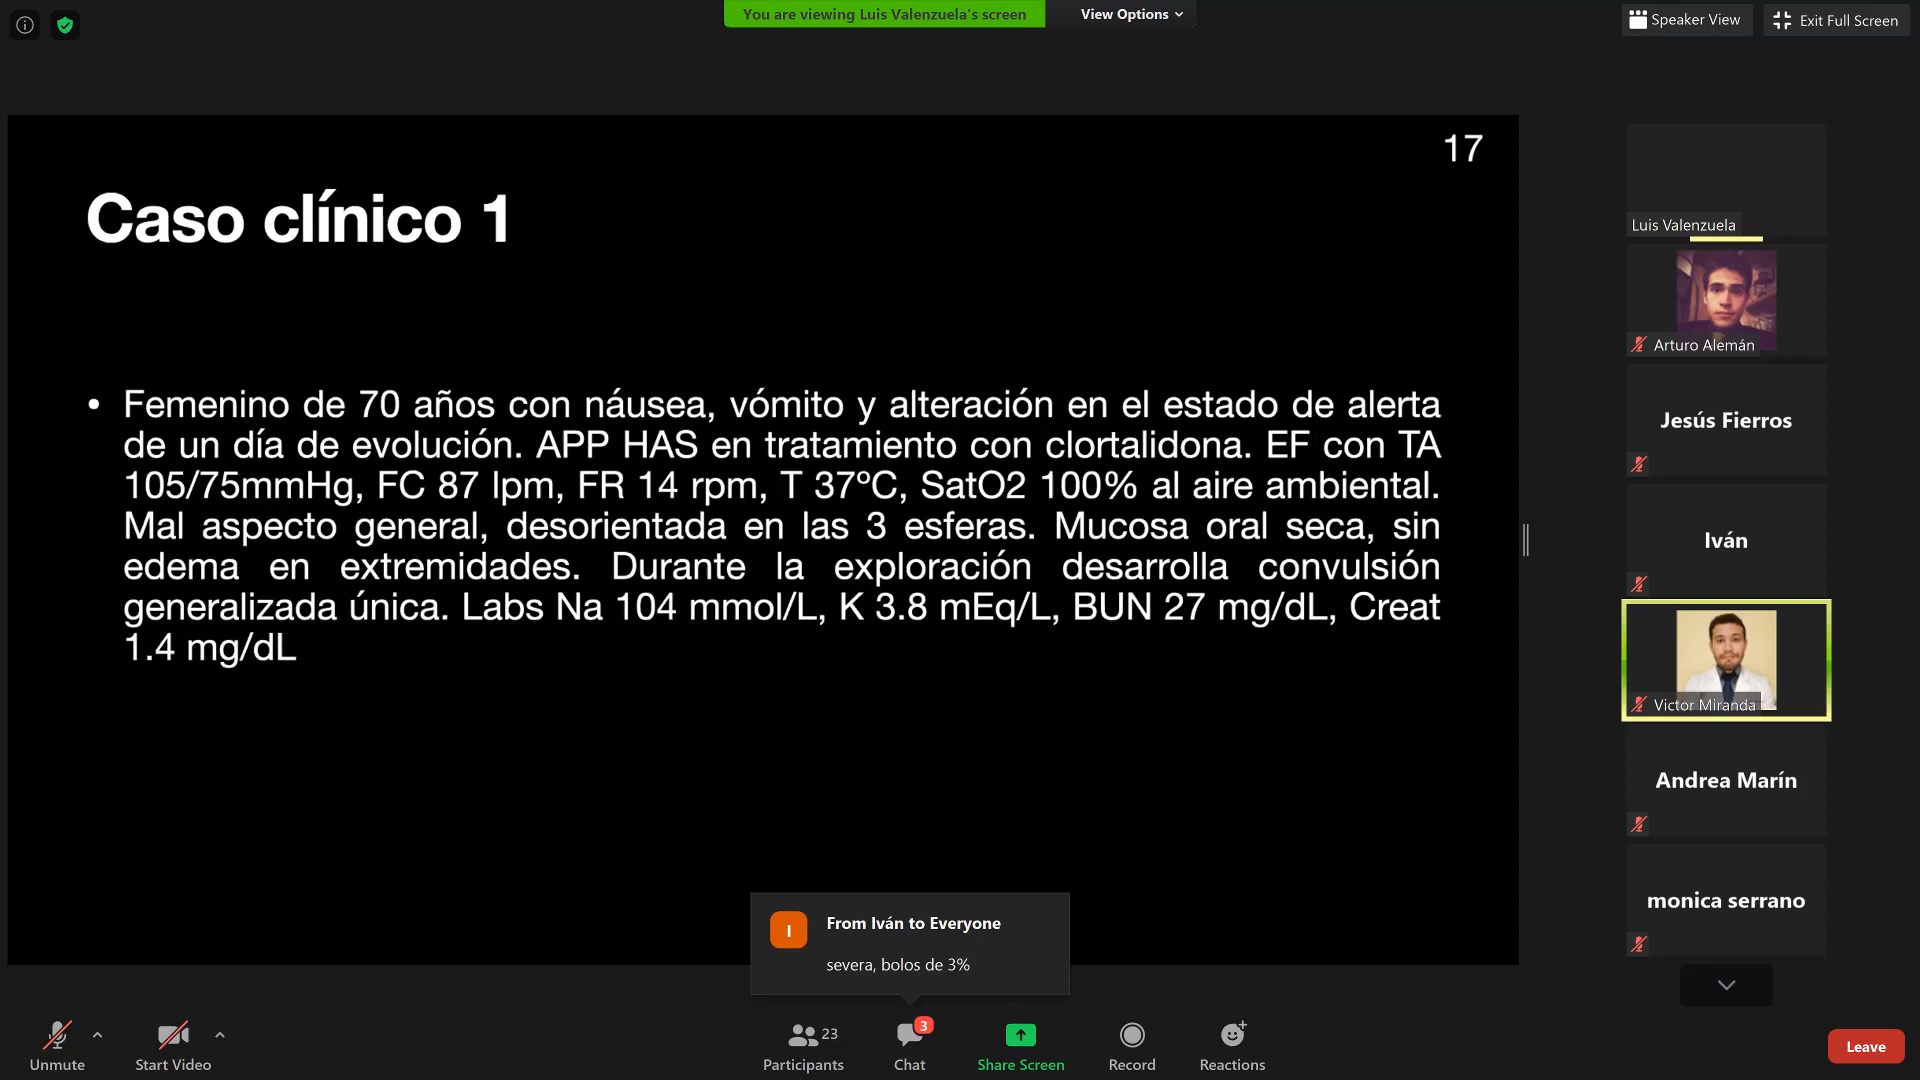 You are viewing Luis Valenzuela's screen
View Options
Speaker View
Exit Full Screen
17
Caso clínico 1
• Femenino de 70 años con náusea, vómito y alteración en el estado de alerta
de un día de evolución. APP HAS en tratamiento con clortalidona. EF con TA
105/75mmHg, FC 87 lpm, FR 14 rpm, T 37ºC, SatO2 100% al aire ambiental.
Mal aspecto general, desorientada en las 3 esferas. Mucosa oral seca, sin
edema en extremidades. Durante la exploración desarrolla convulsión
generalizada única. Labs Na 104 mmol/L, K 3.8 mEq/L, BUN 27 mg/dL, Creat
1.4 mg/dL
Luis Valenzuela
Arturo Alemán
Jesús Fierros
Iván
Victor Miranda
Andrea Marín
monica serrano
I
From Iván to Everyone
severa, bolos de 3%
Unmute
Start Video
23
Participants
3
Chat
Share Screen
Record
Reactions
Leave